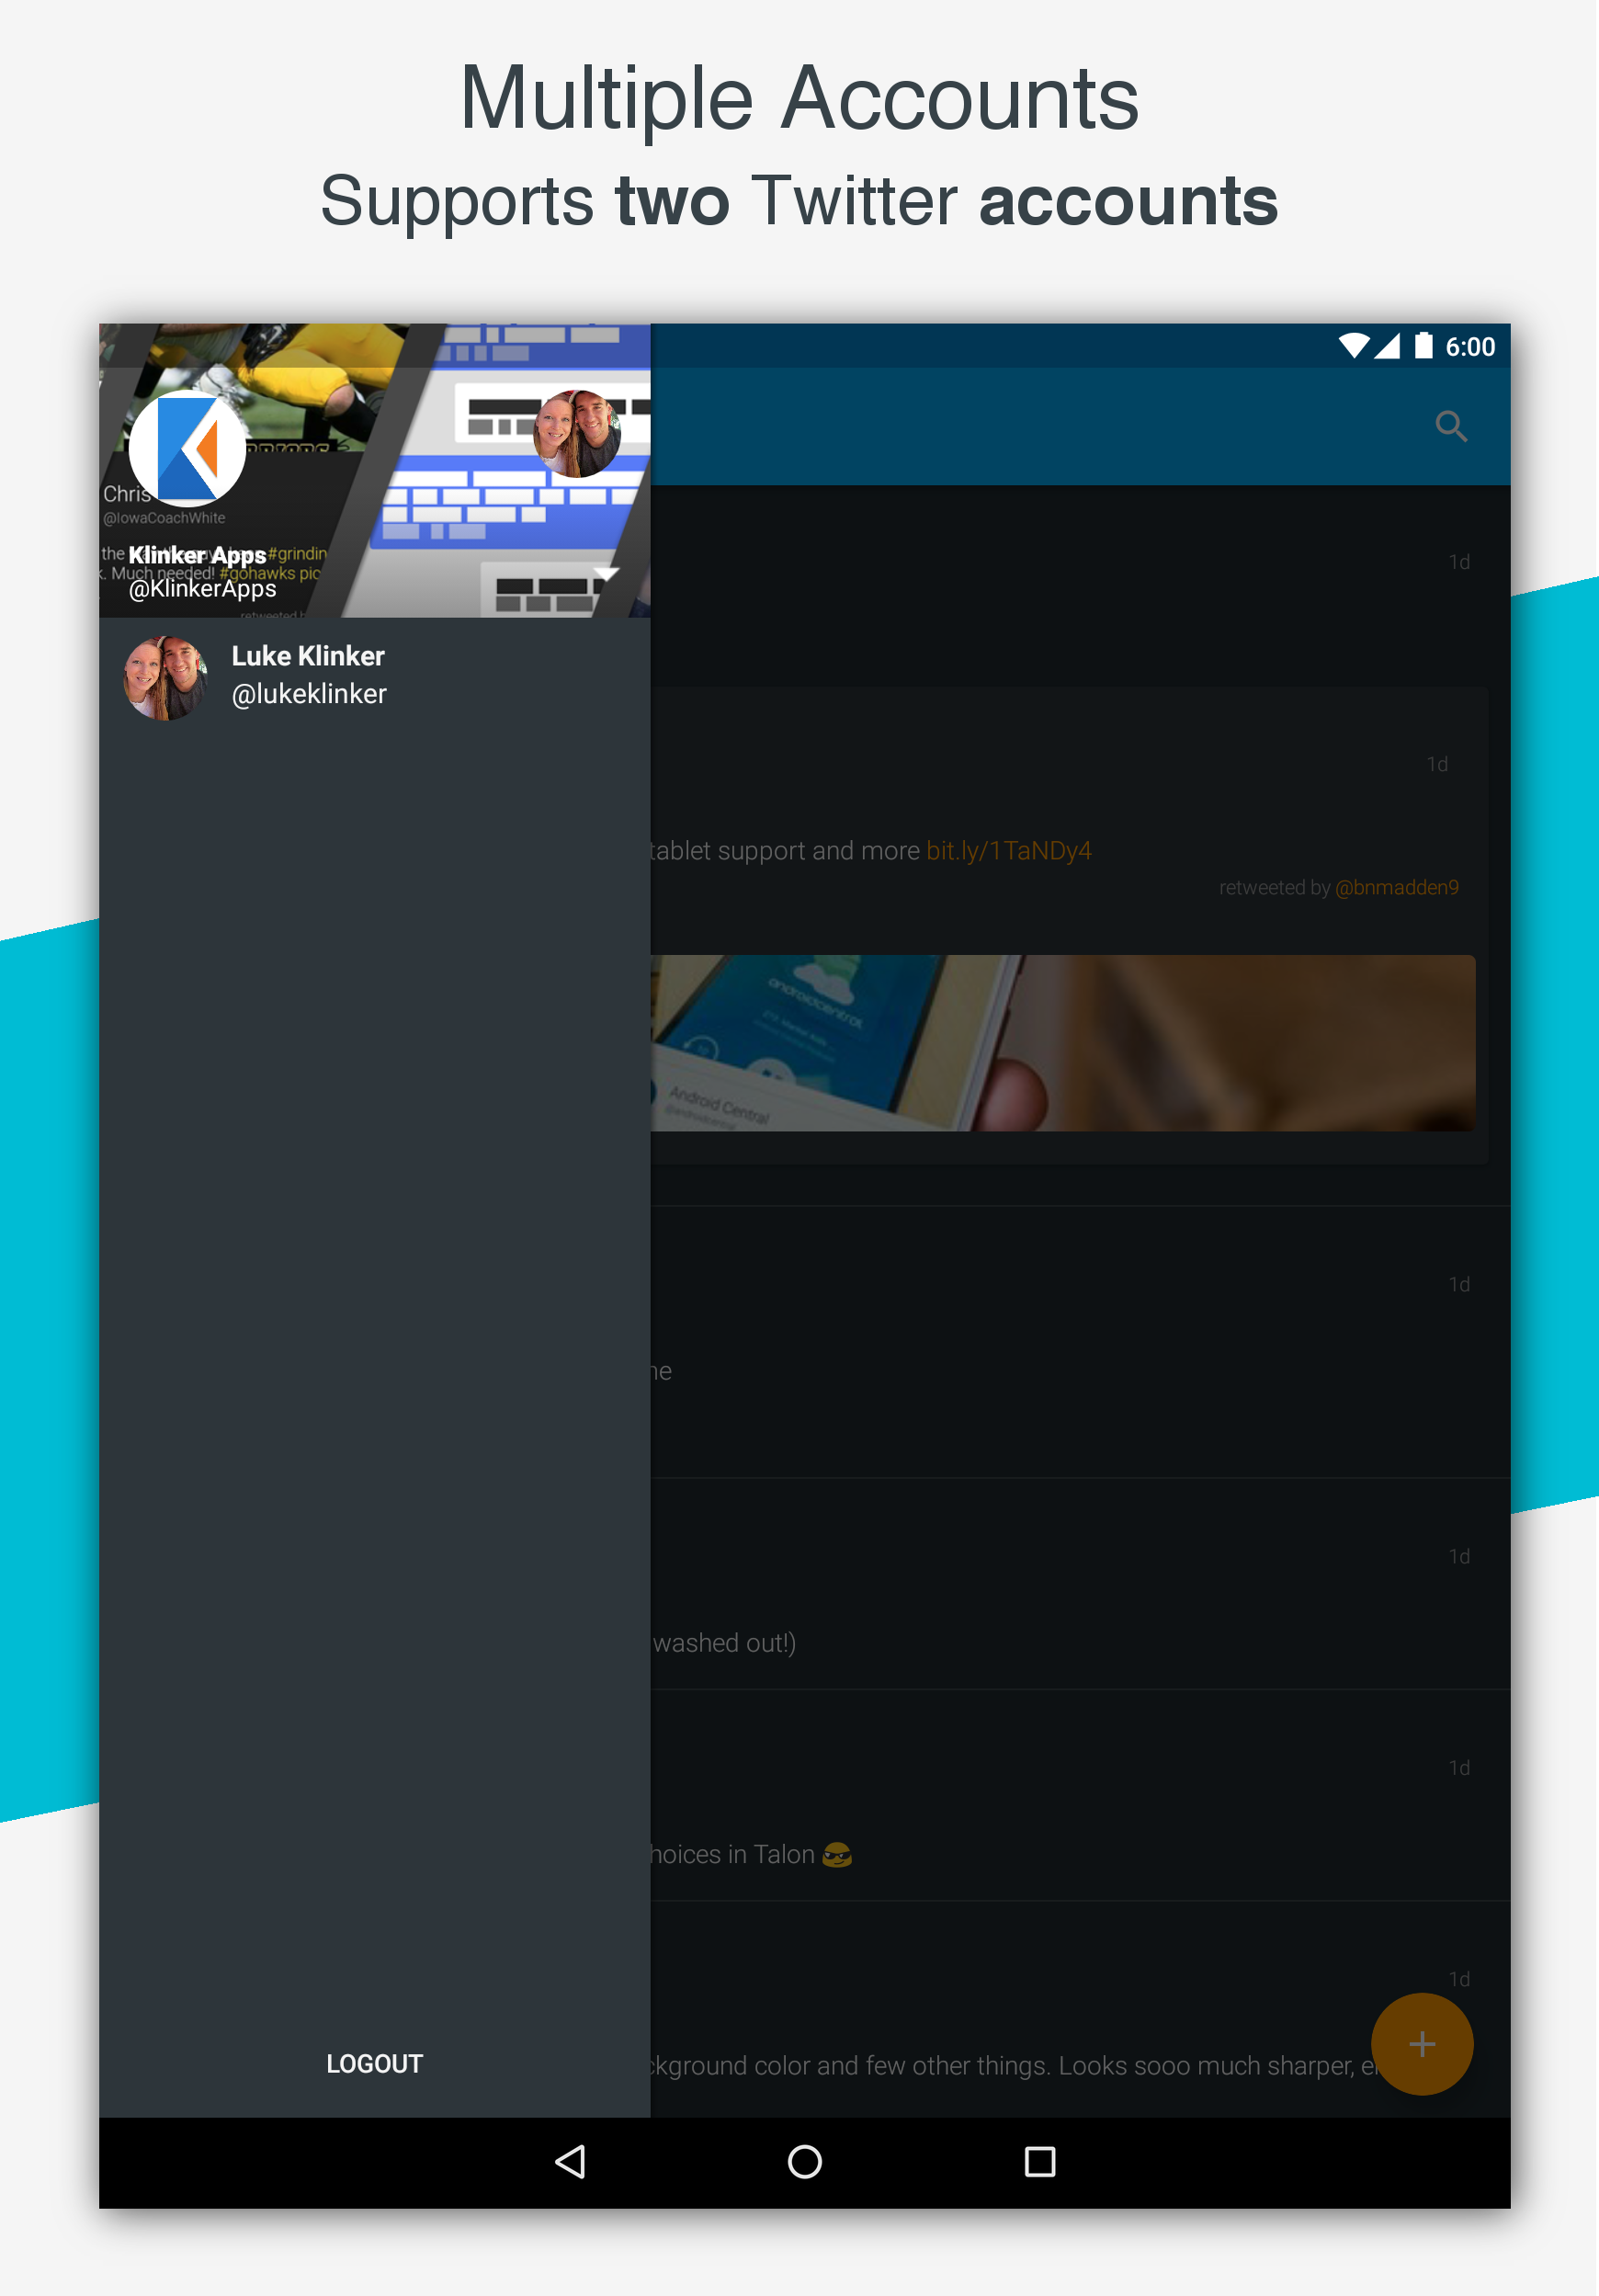 Multiple Accounts
Supports two Twitter accounts
6:00
Chris
@IowaCoachWhite
the #grindin
Klinker Apps
. Much needed! #gohawks pic
@KlinkerApps
retweeted b
Luke Klinker
@lukeklinker
1d
1d
tablet support and more bit.ly/1TaNDy4
retweeted by @bnmadden9
androidcentral
Android Central
@androidcentral
1d
ne
1d
washed out!)
1d
hoices in Talon
1d
ckground color and few other things. Looks sooo much sharper, e
LOGOUT